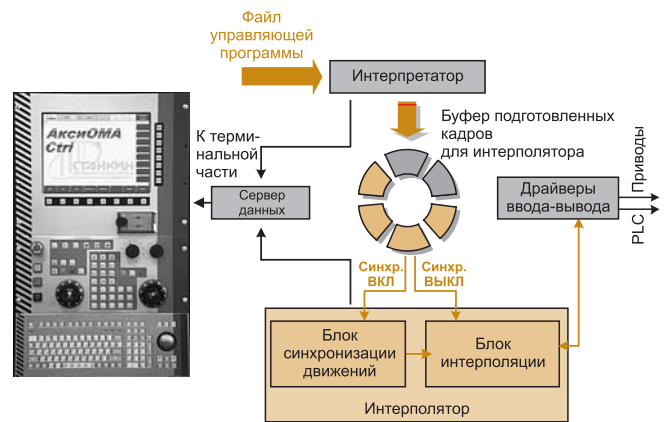 Файл
управляющей
программы
Интерпретатор
Буфер подготовленных
кадров
для интерполятора
АксиОМА
Ctrl
СТАНКИН
К терми-
нальной
части
Сервер
данных
Драйверы
ввода-вывода
Приводы
PLC
Синхр.
ВКЛ
Синхр.
ВЫКЛ
Блок
синхронизации
движений
Блок
интерполяции
Интерполятор